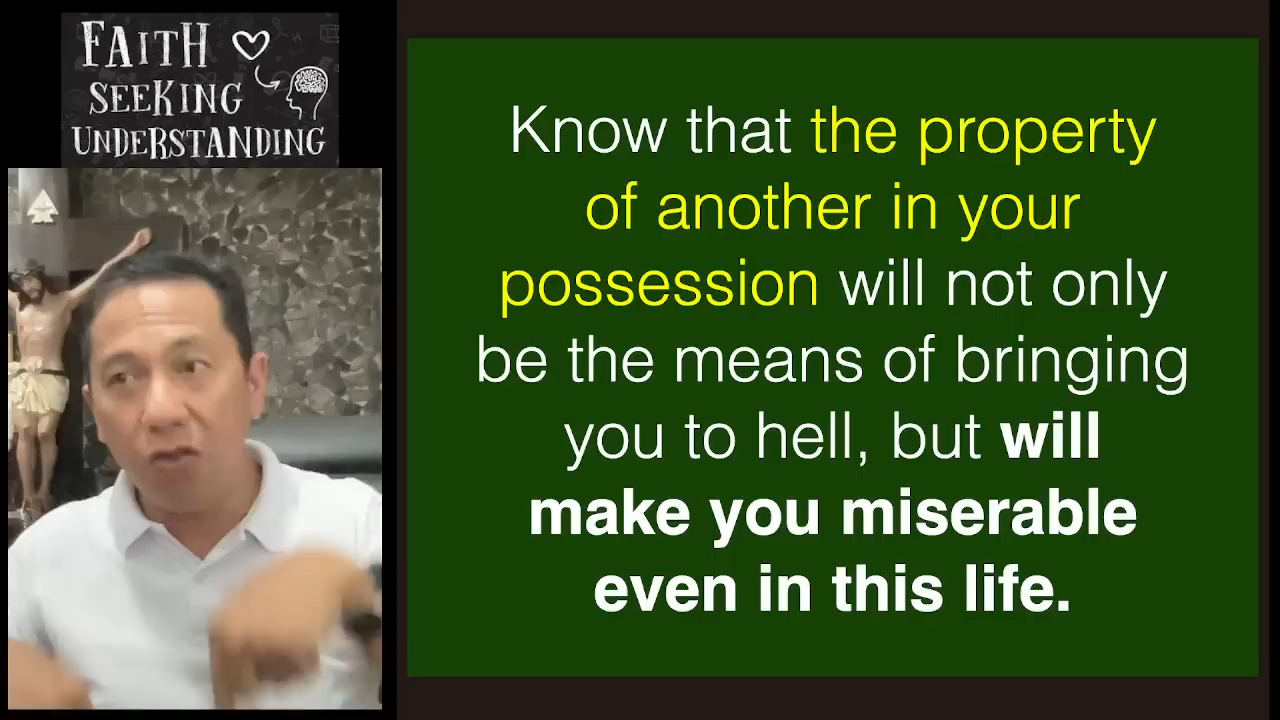 FAITH
SEEKING
UNDERSTANDING
Know that the property
of another in your
possession will not only
be the means of bringing
you to hell, but will
make you miserable
even in this life.